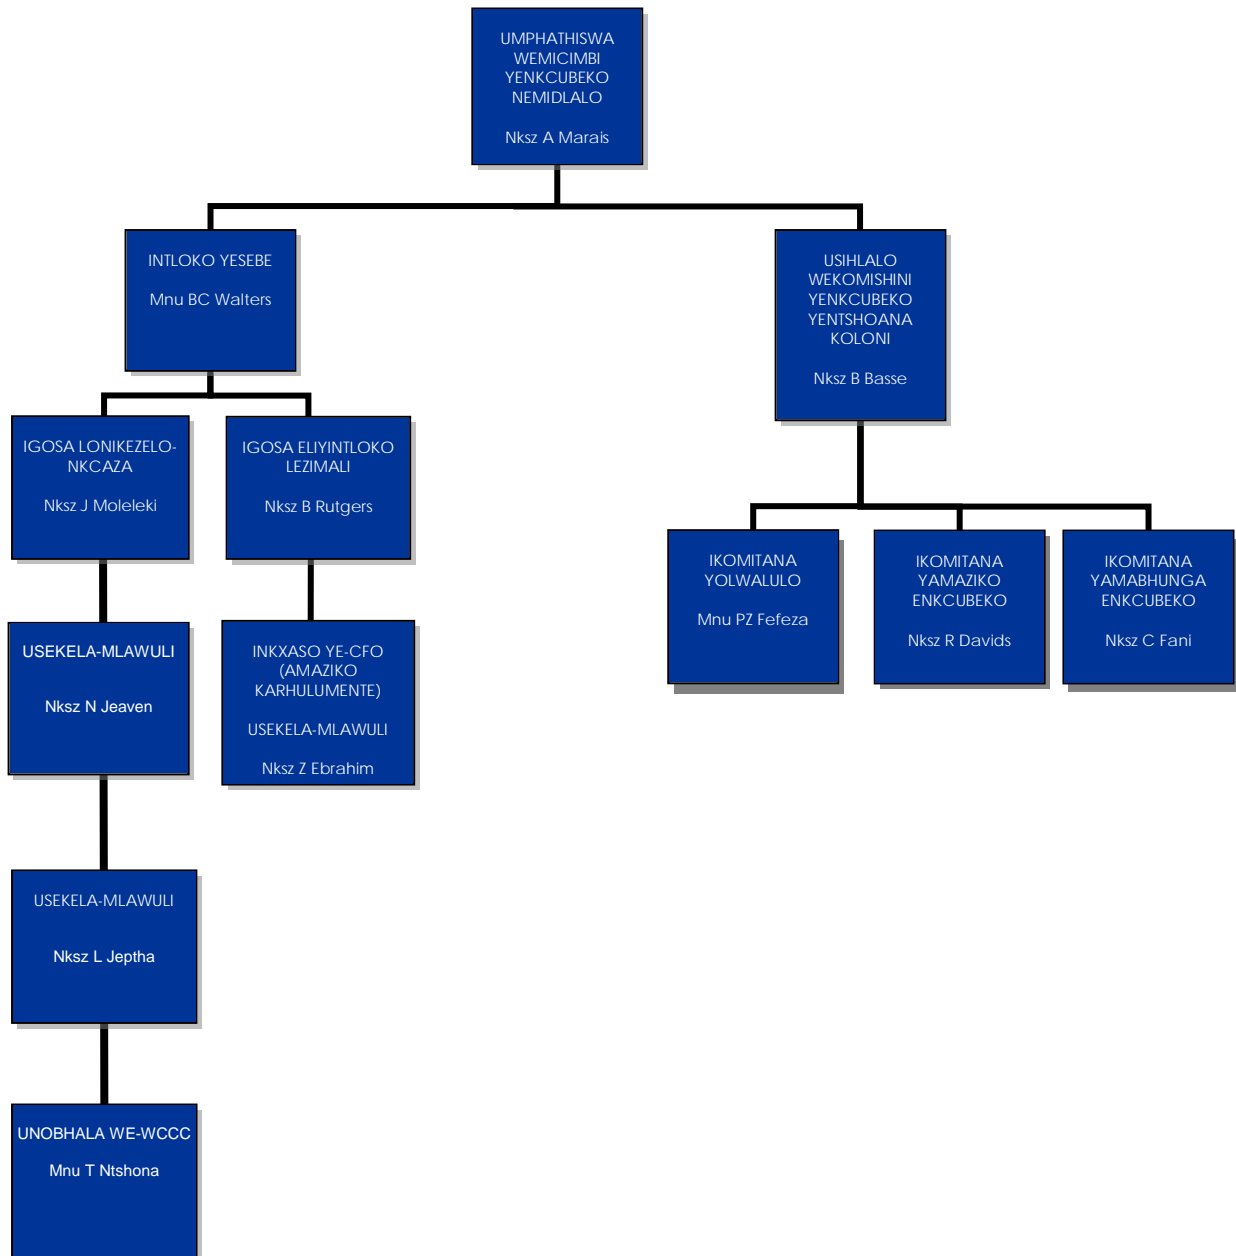 UMPHATHISWA
WEMICIMBI
YENKCUBEKO
NEMIDLALO
Nksz A Marais
INTLOKO YESEBE
Mnu BC Walters
USIHLALO
WEKOMISHINI
YENKCUBEKO
YENTSHOANA
KOLONI
Nksz B Basse
IGOSA LONIKEZELO-
NKCAZA
Nksz J Moleleki
IGOSA ELIYINTLOKO
LEZIMALI
Nksz B Rutgers
IKOMITANA
YOLWALULO
Mnu PZ Fefeza
IKOMITANA
YAMAZIKO
ENKCUBEKO
Nksz R Davids
IKOMITANA
YAMABHUNGA
ENKCUBEKO
Nksz C Fani
USEKELA-MLAWULI
Nksz N Jeaven
INKXASO YE-CFO
(AMAZIKO
KARHULUMENTE)
USEKELA-MLAWULI
Nksz Z Ebrahim
USEKELA-MLAWULI
Nksz L Jeptha
UNOBHALA WE-WCCC
Mnu T Ntshona